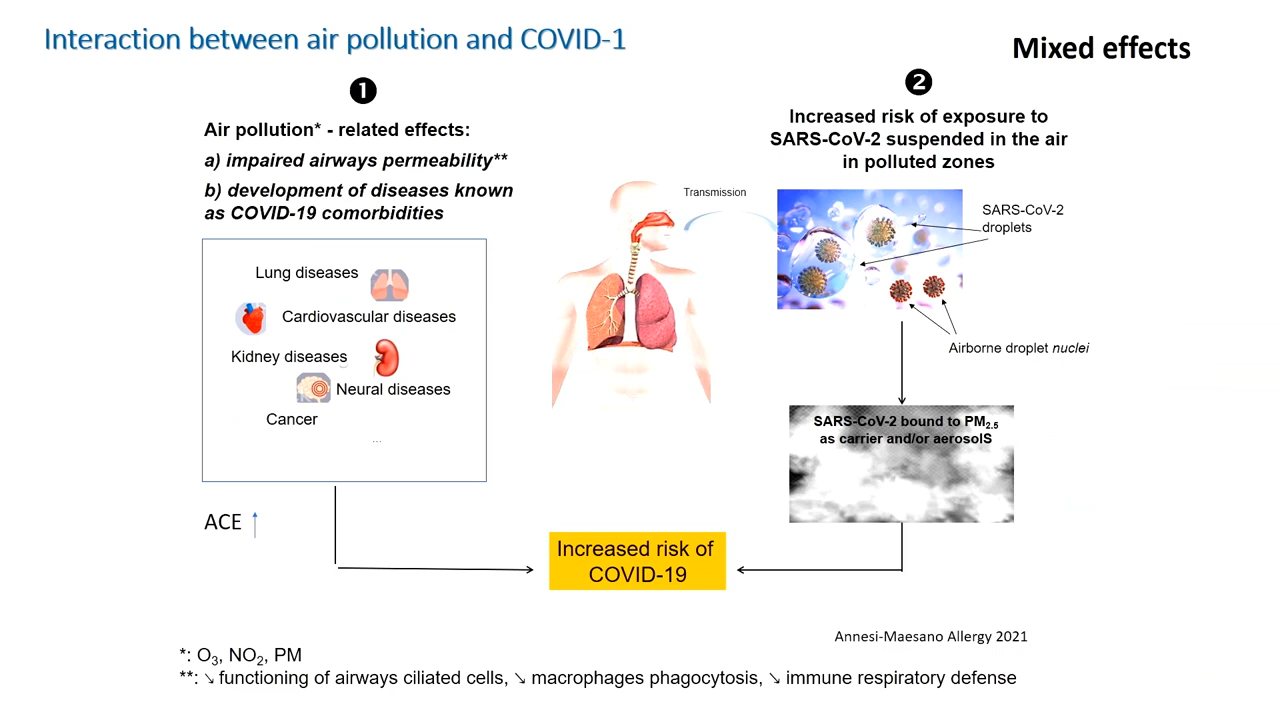 Interaction between air pollution and COVID-1
Mixed effects
❶
Air pollution* - related effects:
a) impaired airways permeability**
b) development of diseases known
as COVID-19 comorbidities
Lung diseases
Cardiovascular diseases
Kidney diseases
Neural diseases
Cancer
...
ACE
❷
Increased risk of exposure to
SARS-CoV-2 suspended in the air
in polluted zones
Transmission
SARS-CoV-2
droplets
Airborne droplet nuclei
SARS-CoV-2 bound to PM₂.₅
as carrier and/or aerosolS
Increased risk of
COVID-19
Annesi-Maesano Allergy 2021
*: O₃, NO₂, PM
**: ↘ functioning of airways ciliated cells, ↘ macrophages phagocytosis, ↘ immune respiratory defense